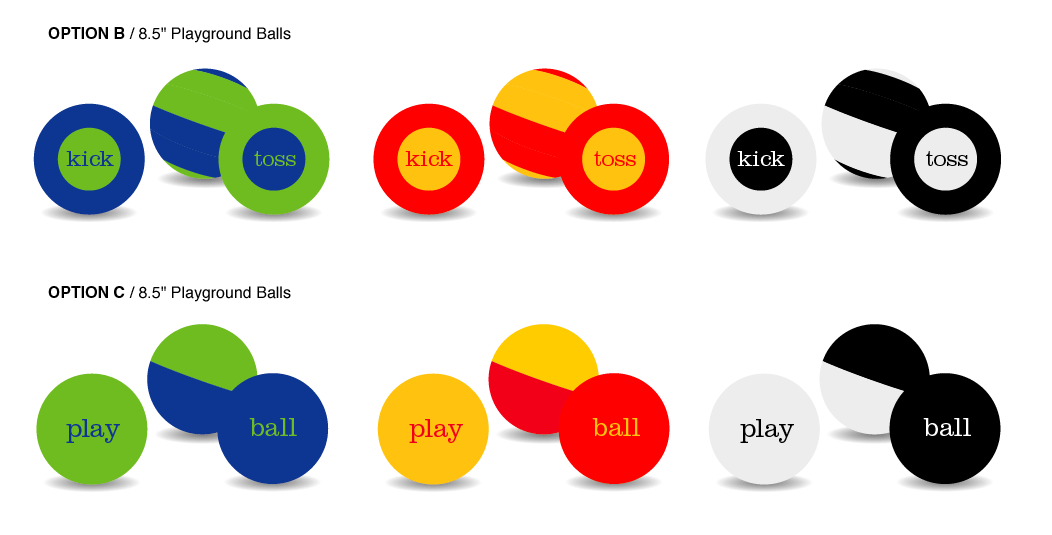 OPTION B / 8.5" Playground Balls
kick toss kick toss kick toss
OPTION C / 8.5" Playground Balls
play ball play ball play ball